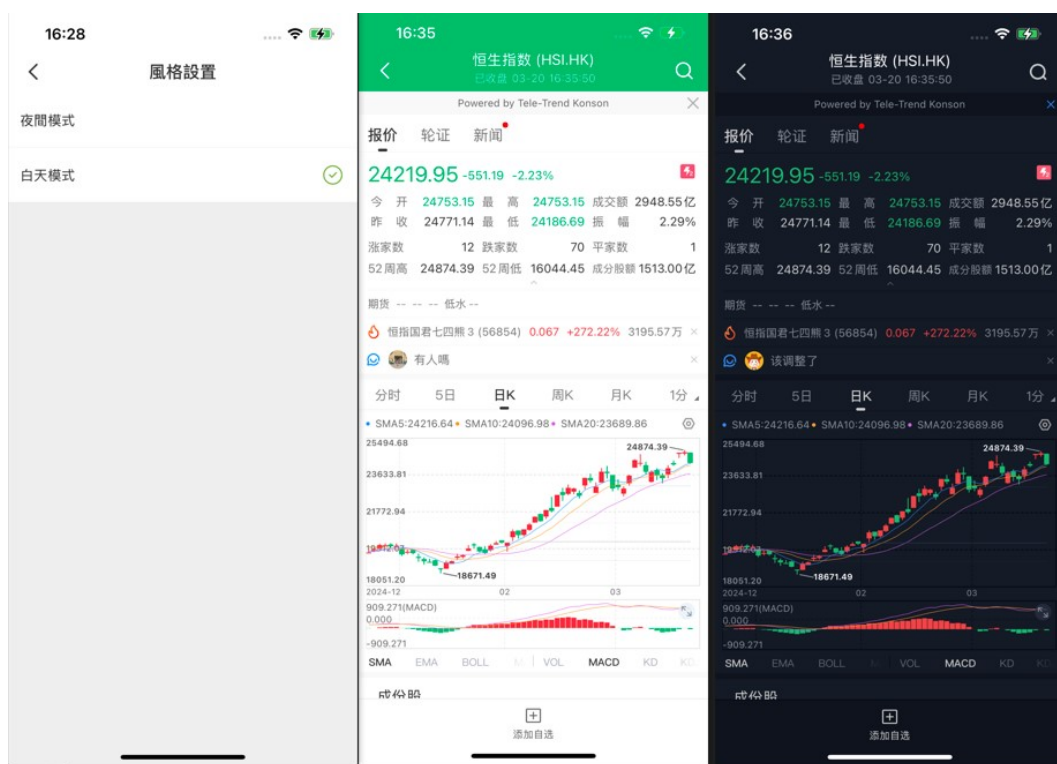 16:28
風格設置
夜間模式
白天模式
16:35
恒生指数 (HSI.HK)
已收盘 03-20 16:35:50
Powered by Tele-Trend Konson
报价 轮证 新闻
24219.95 -551.19 -2.23%
今开 24753.15 最高 24753.15 成交额 2948.55亿
昨收 24771.14 最低 24186.69 振幅 2.29%
涨家数 12 跌家数 70 平家数 1
52周高 24874.39 52周低 16044.45 成分股额 1513.00亿
期货 -- -- -- 低水 --
恒指国君七四熊3 (56854) 0.067 +272.22% 3195.57万
有人嗎
分时 5日 日K 周K 月K 1分
SMA5:24216.64 SMA10:24096.98 SMA20:23689.86
25494.68
24874.39
23633.81
21772.94
18671.49
18051.20
2024-12 02 03
909.271(MACD)
0.000
-909.271
SMA EMA BOLL VOL MACD KD
成份股
添加自选
16:36
恒生指数 (HSI.HK)
已收盘 03-20 16:35:50
Powered by Tele-Trend Konson
报价 轮证 新闻
24219.95 -551.19 -2.23%
今开 24753.15 最高 24753.15 成交额 2948.55亿
昨收 24771.14 最低 24186.69 振幅 2.29%
涨家数 12 跌家数 70 平家数 1
52周高 24874.39 52周低 16044.45 成分股额 1513.00亿
期货 -- -- -- 低水 --
恒指国君七四熊3 (56854) 0.067 +272.22% 3195.57万
该调整了
分时 5日 日K 周K 月K 1分
SMA5:24216.64 SMA10:24096.98 SMA20:23689.86
25494.68
24874.39
23633.81
21772.94
18671.49
18051.20
2024-12 02 03
909.271(MACD)
0.000
-909.271
SMA EMA BOLL VOL MACD KD
成份股
添加自选